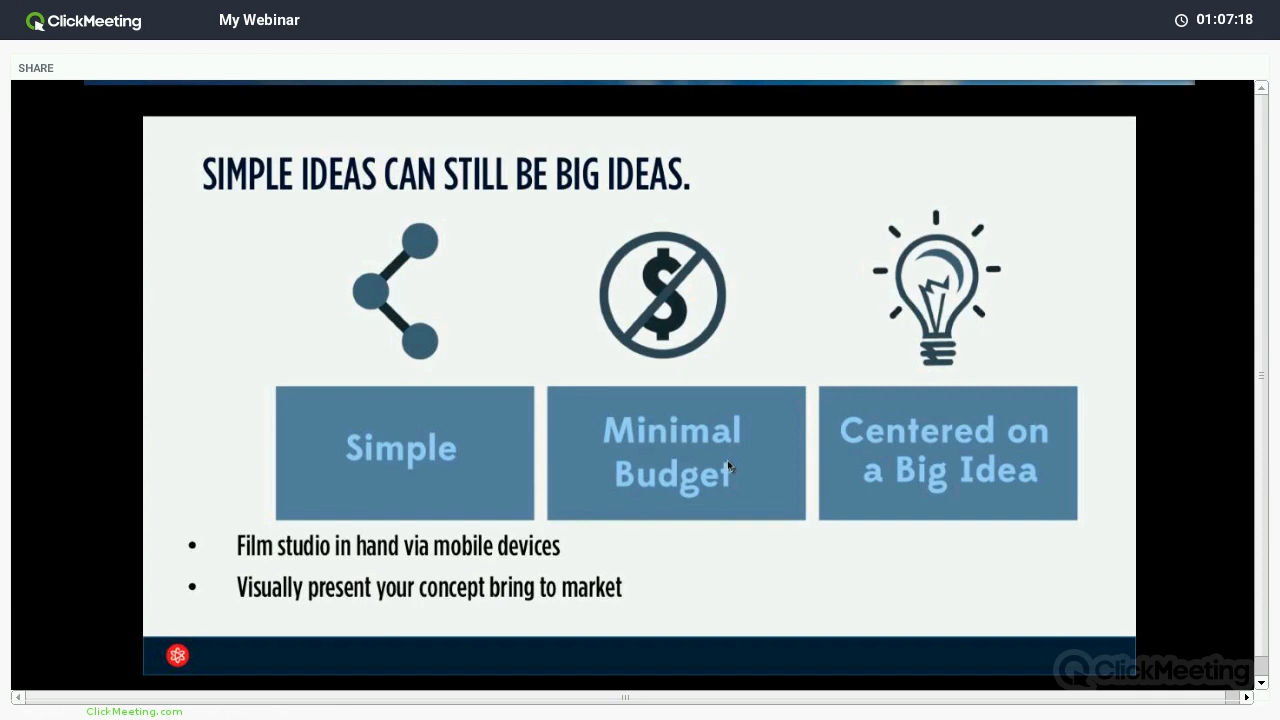 ClickMeeting
My Webinar
01:07:18
SHARE
SIMPLE IDEAS CAN STILL BE BIG IDEAS.
Simple
Minimal
Budget
Centered on
a Big Idea
• Film studio in hand via mobile devices
• Visually present your concept bring to market
ClickMeeting
ClickMeeting.com